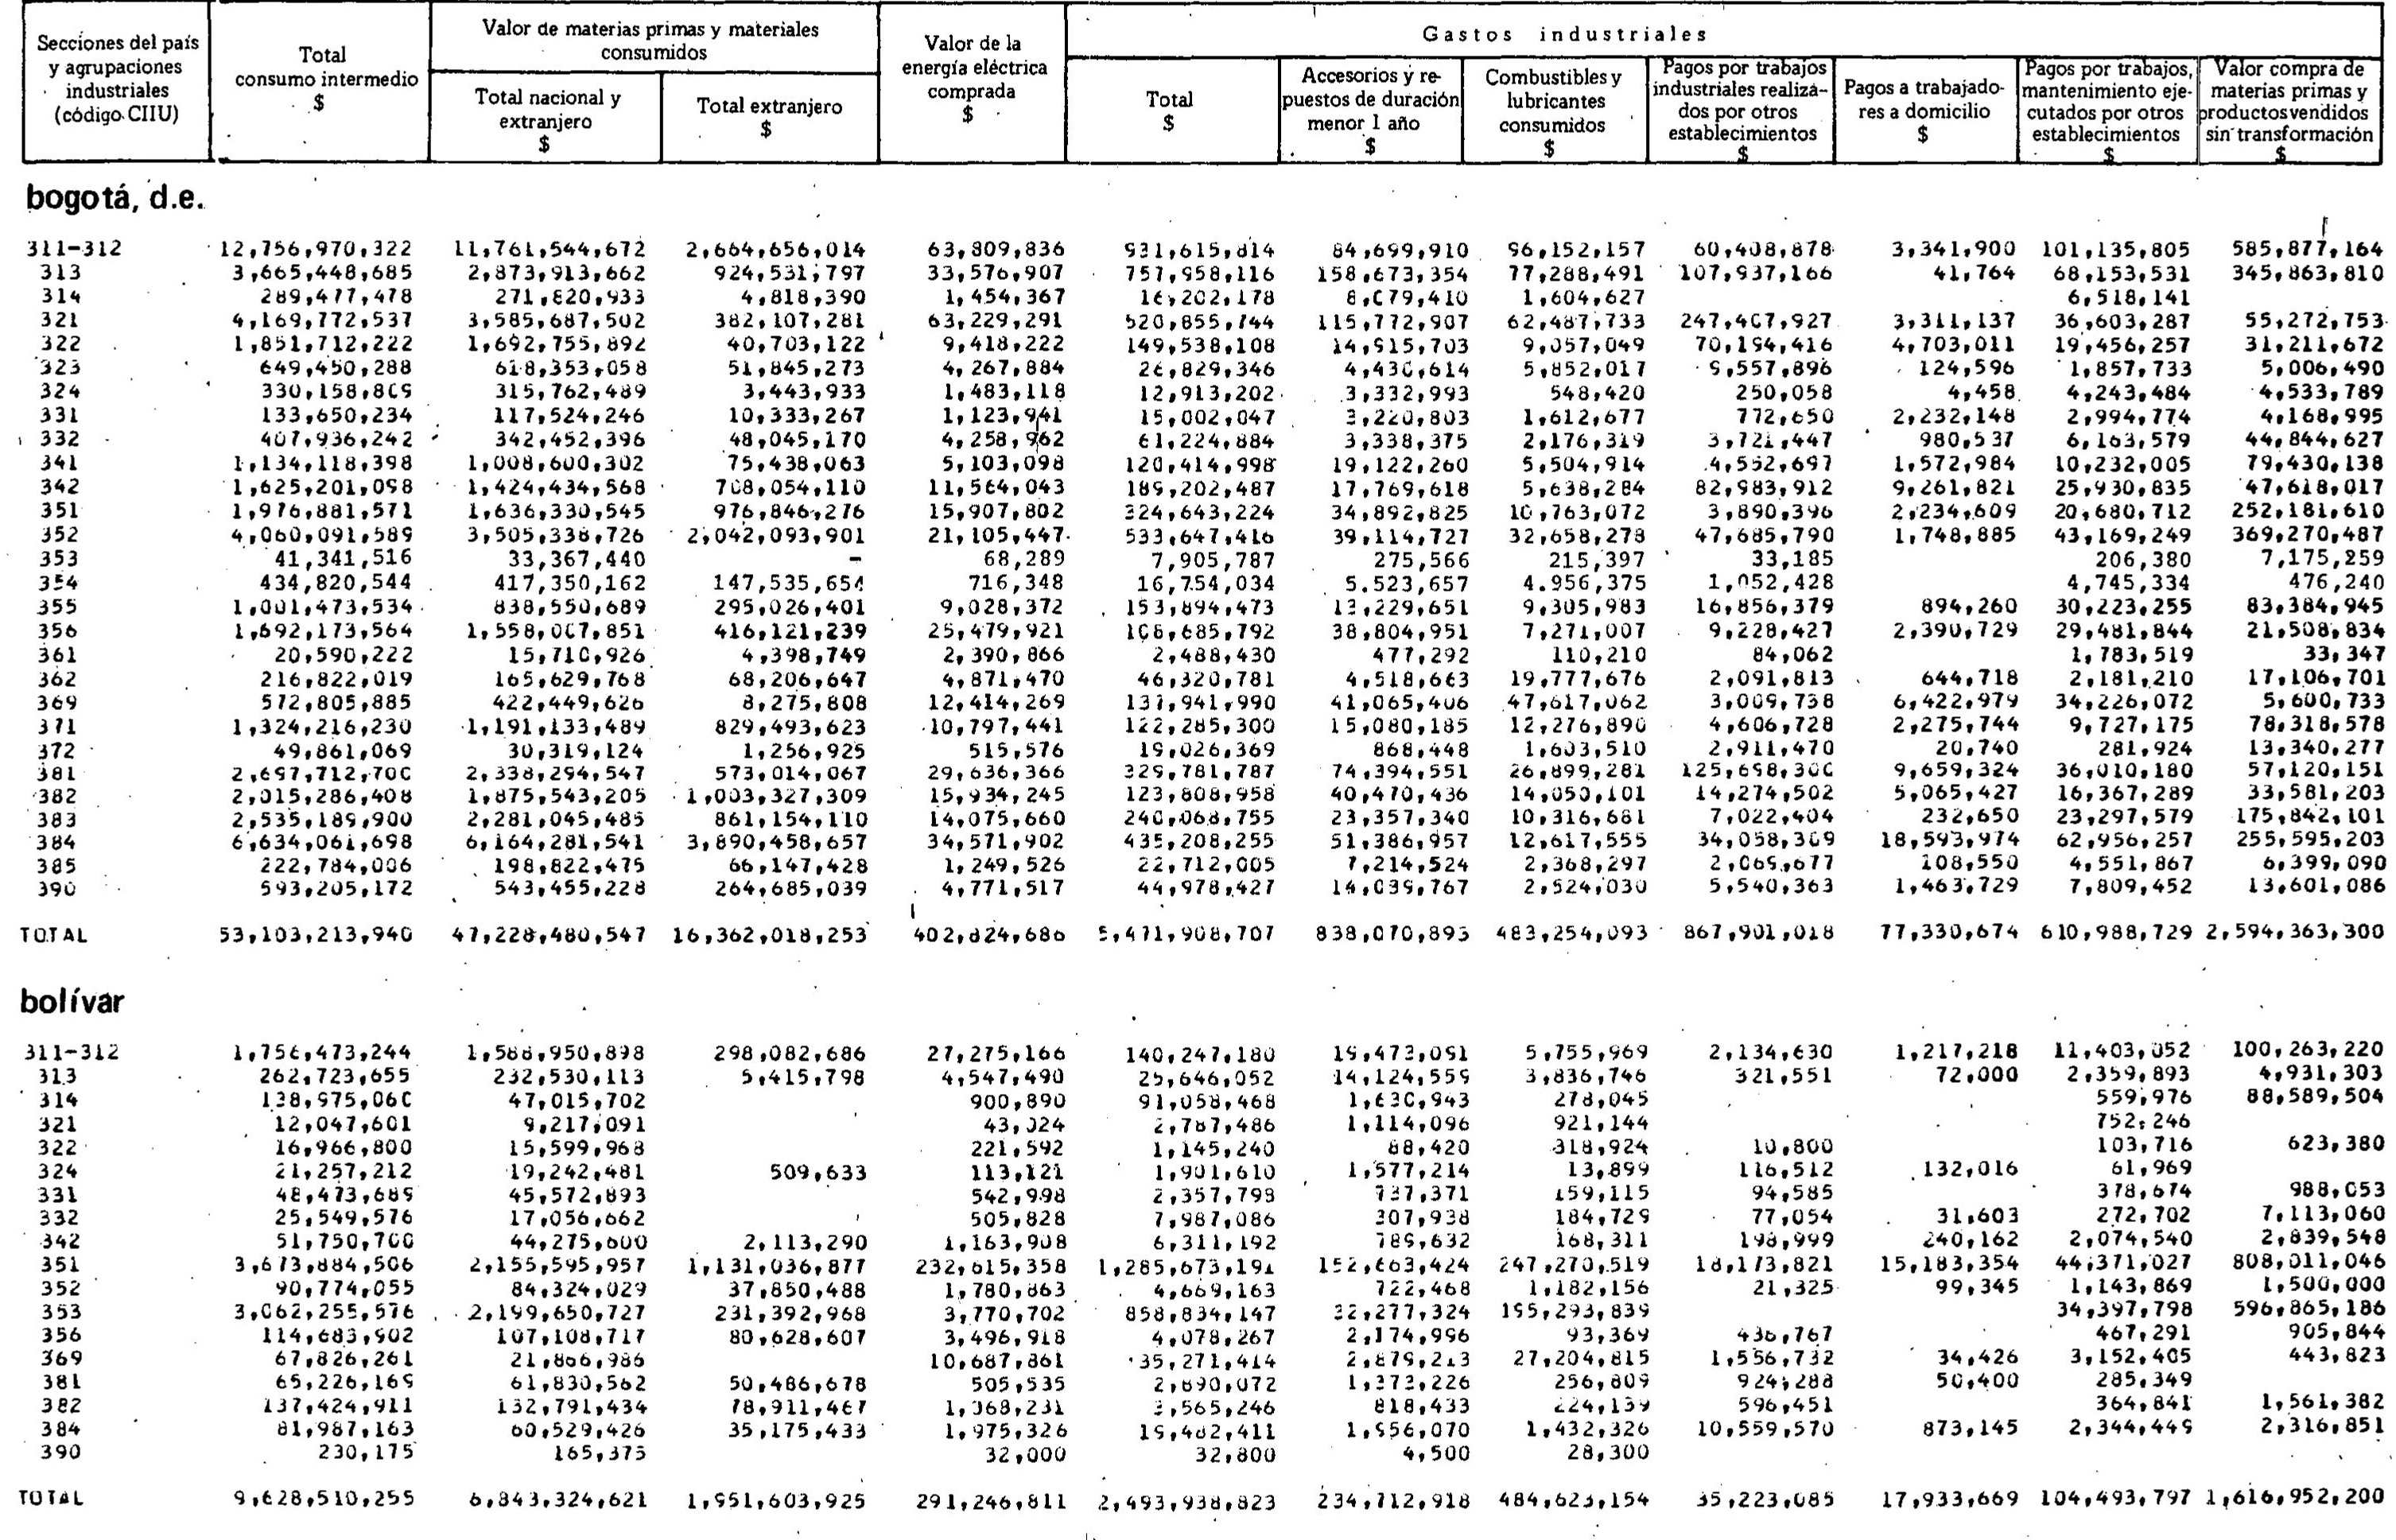 Secciones del país y agrupaciones industriales (código CIIU) | Total consumo intermedio $ | Valor de materias primas y materiales consumidos | Valor de la energía eléctrica comprada $ | Gastos industriales
Total nacional y extranjero $ | Total extranjero $ | Total $ | Accesorios y repuestos de duración menor 1 año $ | Combustibles y lubricantes consumidos $ | Pagos por trabajos industriales realizados por otros establecimientos $ | Pagos a trabajadores a domicilio $ | Pagos por trabajos, mantenimiento ejecutados por otros establecimientos $ | Valor compra de materias primas y productos vendidos sin transformación $
bogotá, d.e.
311-312 12,756,970,322 11,761,544,672 2,664,656,014 63,809,836 931,615,814 84,699,910 96,152,157 60,408,878 3,341,900 101,135,805 585,877,164
313 3,665,448,685 2,873,913,662 924,531,797 33,576,907 757,958,116 158,673,354 77,288,491 107,937,166 41,764 68,153,531 345,863,810
314 289,477,478 271,820,933 4,818,390 1,454,367 16,202,178 8,079,410 1,604,627 6,518,141
321 4,169,772,537 3,585,687,502 382,107,281 63,229,291 520,855,744 115,772,907 62,487,733 247,407,927 3,311,137 36,603,287 55,272,753
322 1,851,712,222 1,692,755,892 40,703,122 9,418,222 149,538,108 14,915,703 9,057,049 70,194,416 4,703,011 19,456,257 31,211,672
323 649,450,288 618,353,058 51,845,273 4,267,884 26,829,346 4,430,614 5,852,017 9,557,896 124,596 1,857,733 5,006,490
324 330,158,809 315,762,489 3,443,933 1,483,118 12,913,202 3,332,993 548,420 250,058 4,458 4,243,484 4,533,789
331 133,650,234 117,524,246 10,333,267 1,123,941 15,002,047 3,220,803 1,612,677 772,650 2,232,148 2,994,774 4,168,995
332 407,936,242 342,452,396 48,045,170 4,258,962 61,224,884 3,338,375 2,176,319 3,721,447 980,537 6,163,579 44,844,627
341 1,134,118,398 1,008,600,302 75,438,063 5,103,098 120,414,998 19,122,260 5,504,914 4,552,697 1,572,984 10,232,005 79,430,138
342 1,625,201,098 1,424,434,568 708,054,110 11,564,043 189,202,487 17,769,618 5,638,284 82,983,912 9,261,821 25,930,835 47,618,017
351 1,976,881,571 1,636,330,545 976,846,276 15,907,802 324,643,224 34,892,825 10,763,072 3,890,396 2,234,609 20,680,712 252,181,610
352 4,060,091,589 3,505,338,726 2,042,093,901 21,105,447 533,647,416 39,114,727 32,658,278 47,685,790 1,748,885 43,169,249 369,270,487
353 41,341,516 33,367,440 – 68,289 7,905,787 275,566 215,397 33,185 206,380 7,175,259
354 434,820,544 417,350,162 147,535,654 716,348 16,754,034 5.523,657 4.956,375 1,052,428 4,745,334 476,240
355 1,001,473,534 838,550,689 295,026,401 9,028,372 153,894,473 13,229,651 9,305,983 16,856,379 894,260 30,223,255 83,384,945
356 1,692,173,564 1,558,007,851 416,121,239 25,479,921 108,685,792 38,804,951 7,271,007 9,228,427 2,390,729 29,481,844 21,508,834
361 20,590,222 15,710,926 4,398,749 2,390,866 2,488,430 477,292 110,210 84,062 1,783,519 33,347
362 216,822,019 165,629,768 68,206,647 4,871,470 46,320,781 4,518,663 19,777,676 2,091,813 644,718 2,181,210 17,106,701
369 572,805,885 422,449,626 8,275,808 12,414,269 137,941,990 41,065,406 47,617,062 3,009,738 6,422,979 34,226,072 5,600,733
371 1,324,216,230 1,191,133,489 829,493,623 10,797,441 122,285,300 15,080,185 12,276,890 4,606,728 2,275,744 9,727,175 78,318,578
372 49,861,069 30,319,124 1,256,925 515,576 19,026,369 868,448 1,603,510 2,911,470 20,740 281,924 13,340,277
381 2,697,712,700 2,338,294,547 573,014,067 29,636,366 329,781,787 74,394,551 26,899,281 125,698,300 9,659,324 36,010,180 57,120,151
382 2,015,286,408 1,875,543,205 1,003,327,309 15,934,245 123,808,958 40,470,436 14,050,101 14,274,502 5,065,427 16,367,289 33,581,203
383 2,535,189,900 2,281,045,485 861,154,110 14,075,660 240,068,755 23,357,340 10,316,681 7,022,404 232,650 23,297,579 175,842,101
384 6,634,061,698 6,164,281,541 3,890,458,657 34,571,902 435,208,255 51,386,957 12,617,555 34,058,309 18,593,974 62,956,257 255,595,203
385 222,784,006 198,822,475 66,147,428 1,249,526 22,712,005 7,214,524 2,368,297 2,069,677 108,550 4,551,867 6,399,090
390 593,205,172 543,455,228 264,685,039 4,771,517 44,978,427 14,039,767 2,524,030 5,540,363 1,463,729 7,809,452 13,601,086
TOTAL 53,103,213,940 47,228,480,547 16,362,018,253 402,824,686 5,471,908,707 838,070,893 483,254,093 867,901,018 77,330,674 610,988,729 2,594,363,300
bolívar
311-312 1,756,473,244 1,588,950,898 298,082,686 27,275,166 140,247,180 19,473,091 5,755,969 2,134,630 1,217,218 11,403,052 100,263,220
313 262,723,655 232,530,113 5,415,798 4,547,490 25,646,052 14,124,559 3,836,746 321,551 72,000 2,359,893 4,931,303
314 138,975,060 47,015,702 900,890 91,058,468 1,630,943 278,045 559,976 88,589,504
321 12,047,601 9,217,091 43,024 2,787,486 1,114,096 921,144 752,246
322 16,966,800 15,599,968 221,592 1,145,240 88,420 318,924 10,800 103,716 623,380
324 21,257,212 19,242,481 509,633 113,121 1,901,610 1,577,214 13,899 116,512 132,016 61,969
331 48,473,689 45,572,893 542,998 2,357,798 737,371 159,115 94,585 378,674 988,053
332 25,549,576 17,056,662 505,828 7,987,086 307,938 184,729 77,054 31,603 272,702 7,113,060
342 51,750,700 44,275,600 2,113,290 1,163,908 6,311,192 789,632 168,311 198,999 240,162 2,074,540 2,839,548
351 3,673,884,506 2,155,595,957 1,131,036,877 232,615,358 1,285,673,191 152,663,424 247,270,519 18,173,821 15,183,354 44,371,027 808,011,046
352 90,774,055 84,324,029 37,850,488 1,780,863 4,669,163 722,468 1,182,156 21,325 99,345 1,143,869 1,500,000
353 3,062,255,576 2,199,650,727 231,392,968 3,770,702 858,834,147 32,277,324 195,293,839 34,397,798 596,865,186
356 114,683,902 107,108,717 80,628,607 3,496,918 4,078,267 2,174,996 93,369 436,767 467,291 905,844
369 67,826,261 21,866,986 10,687,861 35,271,414 2,879,213 27,204,815 1,556,732 34,426 3,152,405 443,823
381 65,226,169 61,830,562 50,486,678 505,535 2,890,072 1,373,226 256,809 924,288 50,400 285,349
382 137,424,911 132,791,434 78,911,467 1,068,231 3,565,246 818,433 224,139 596,451 364,841 1,561,382
384 81,987,163 60,529,426 35,175,433 1,975,326 19,482,411 1,956,070 1,432,326 10,559,570 873,145 2,344,449 2,316,851
390 230,175 165,375 32,000 32,800 4,500 28,300
TOTAL 9,628,510,255 6,843,324,621 1,951,603,925 291,246,811 2,493,938,823 234,712,918 484,623,154 35,223,085 17,933,669 104,493,797 1,616,952,200